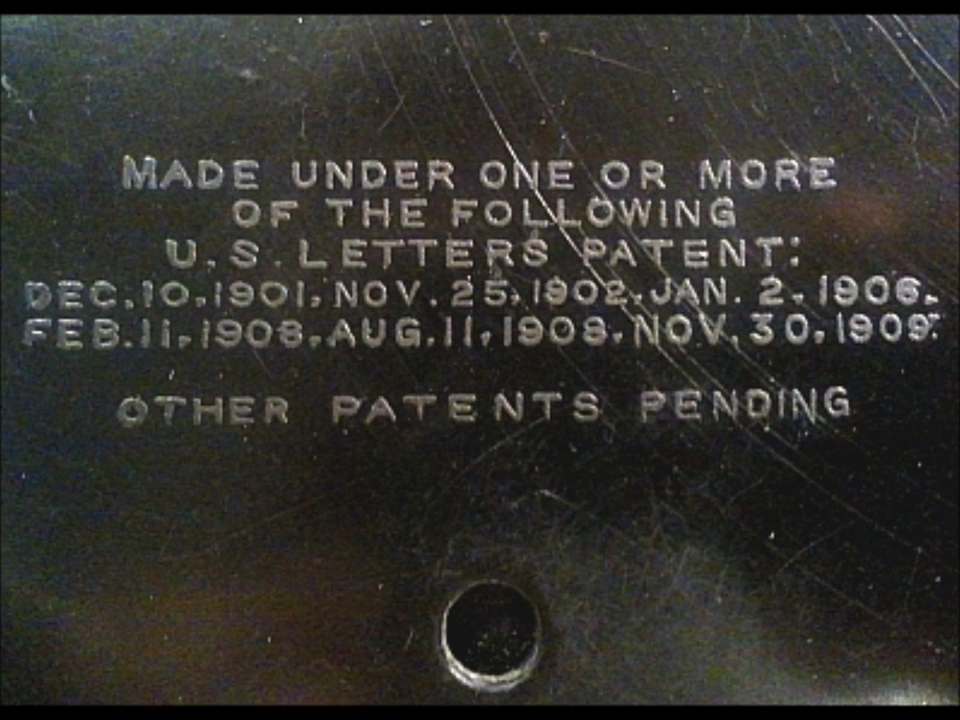 MADE UNDER ONE OR MORE
OF THE FOLLOWING
U.S. LETTERS PATENT:
DEC.10,1901, NOV. 25, 1902. JAN. 2, 1906.
FEB.11,1908. AUG.11,1908. NOV. 30, 1909.
OTHER PATENTS PENDING